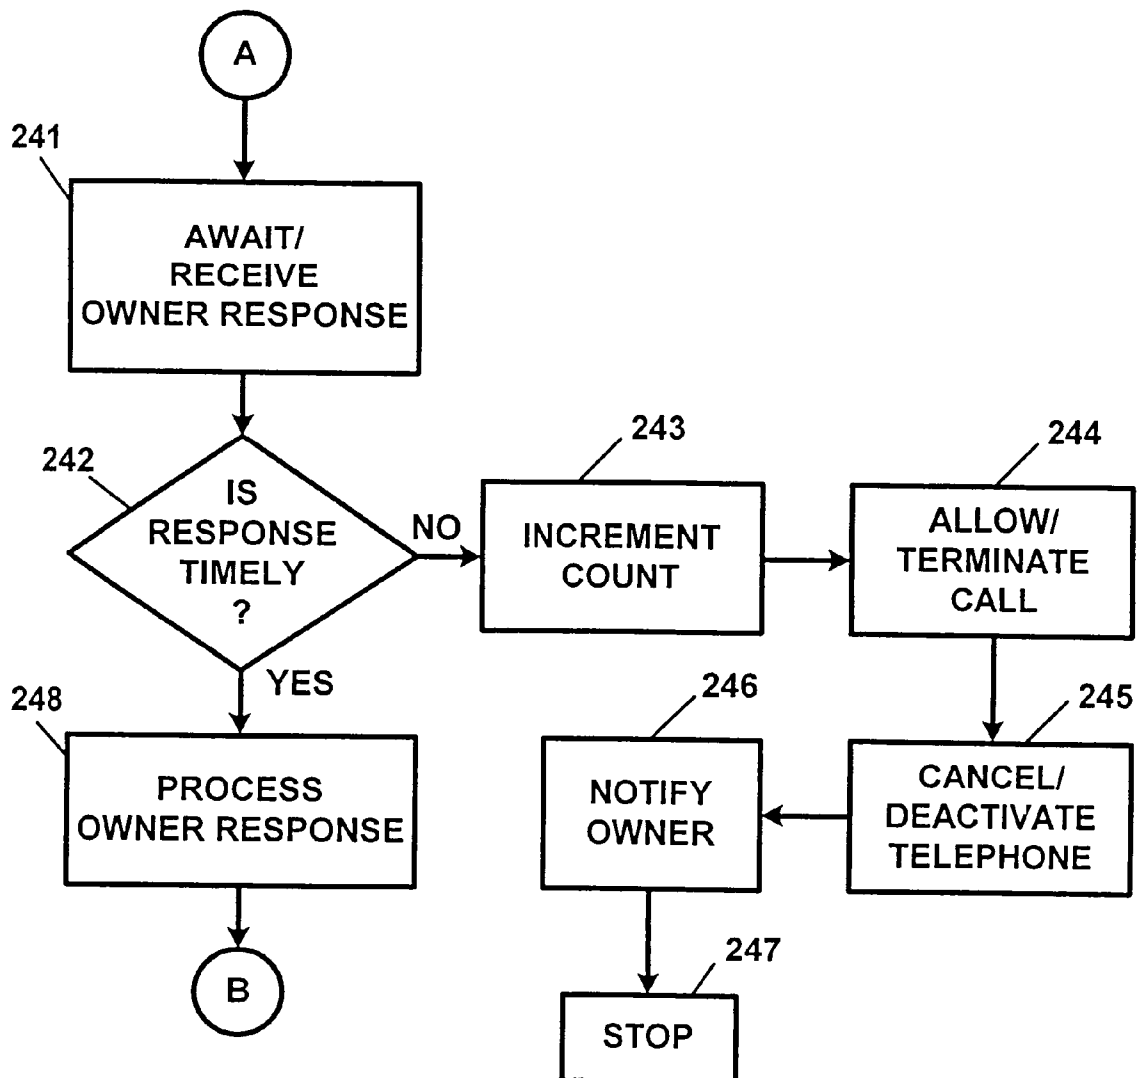 A
241
AWAIT/
RECEIVE
OWNER RESPONSE
242
IS
RESPONSE
TIMELY
?
NO
243
INCREMENT
COUNT
244
ALLOW/
TERMINATE
CALL
YES
248
PROCESS
OWNER RESPONSE
246
NOTIFY
OWNER
245
CANCEL/
DEACTIVATE
TELEPHONE
B
247
STOP